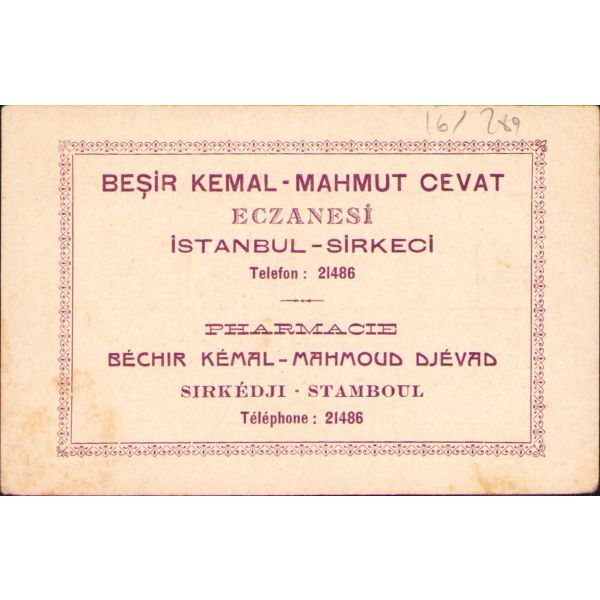 16/289
BEŞİR KEMAL - MAHMUT CEVAT
ECZANESİ
İSTANBUL - SİRKECİ
Telefon : 21486
PHARMACIE
BÉCHIR KÉMAL - MAHMOUD DJÉVAD
SIRKÉDJI - STAMBOUL
Téléphone : 21486